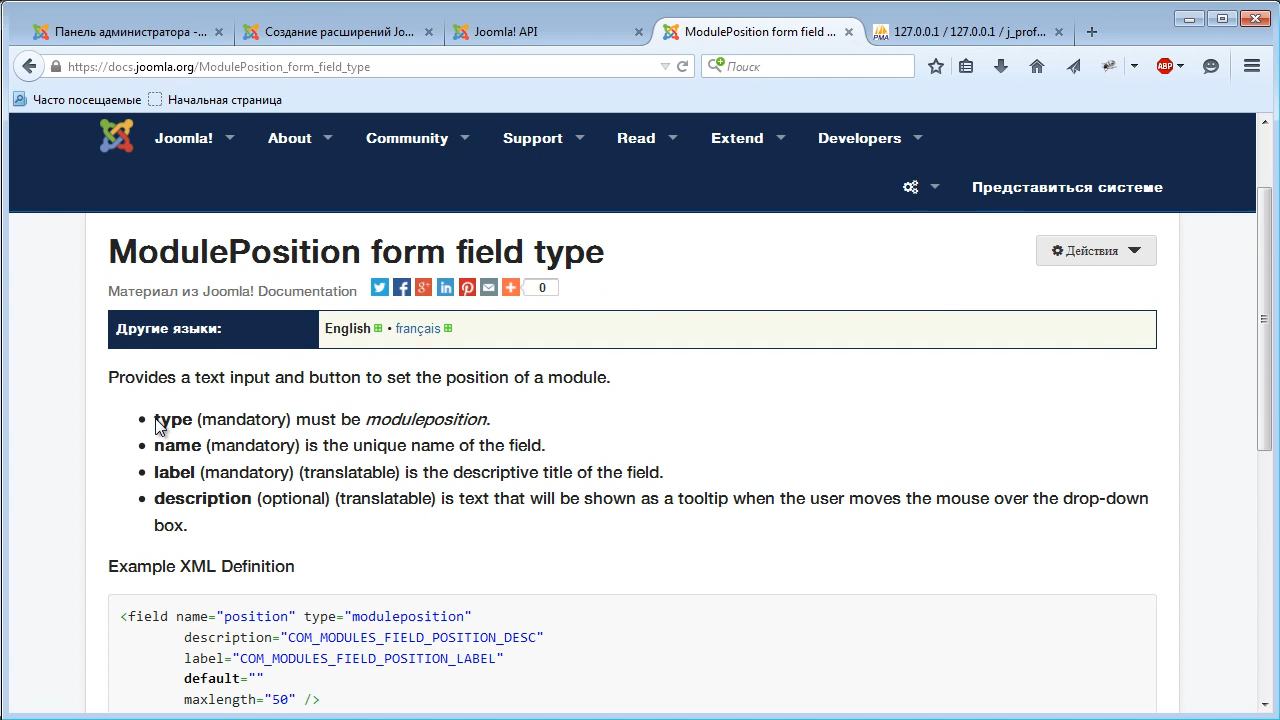 Панель администраторы -...
Создание расширений Jo...
Joomla! API
ModulePosition form field ...
127.0.0.1 / 127.0.0.1 / j_prof...
https://docs.joomla.org/ModulePosition_form_field_type
Поиск
ABP
Часто посещаемые
Начальная страница
Joomla!
About
Community
Support
Read
Extend
Developers
Представиться системе
ModulePosition form field type
Действия
Материал из Joomla! Documentation
0
Другие языки:
English • français
Provides a text input and button to set the position of a module.
• type (mandatory) must be moduleposition.
• name (mandatory) is the unique name of the field.
• label (mandatory) (translatable) is the descriptive title of the field.
• description (optional) (translatable) is text that will be shown as a tooltip when the user moves the mouse over the drop-down
box.
Example XML Definition
<field name="position" type="moduleposition"
description="COM_MODULES_FIELD_POSITION_DESC"
label="COM_MODULES_FIELD_POSITION_LABEL"
default=""
maxlength="50" />